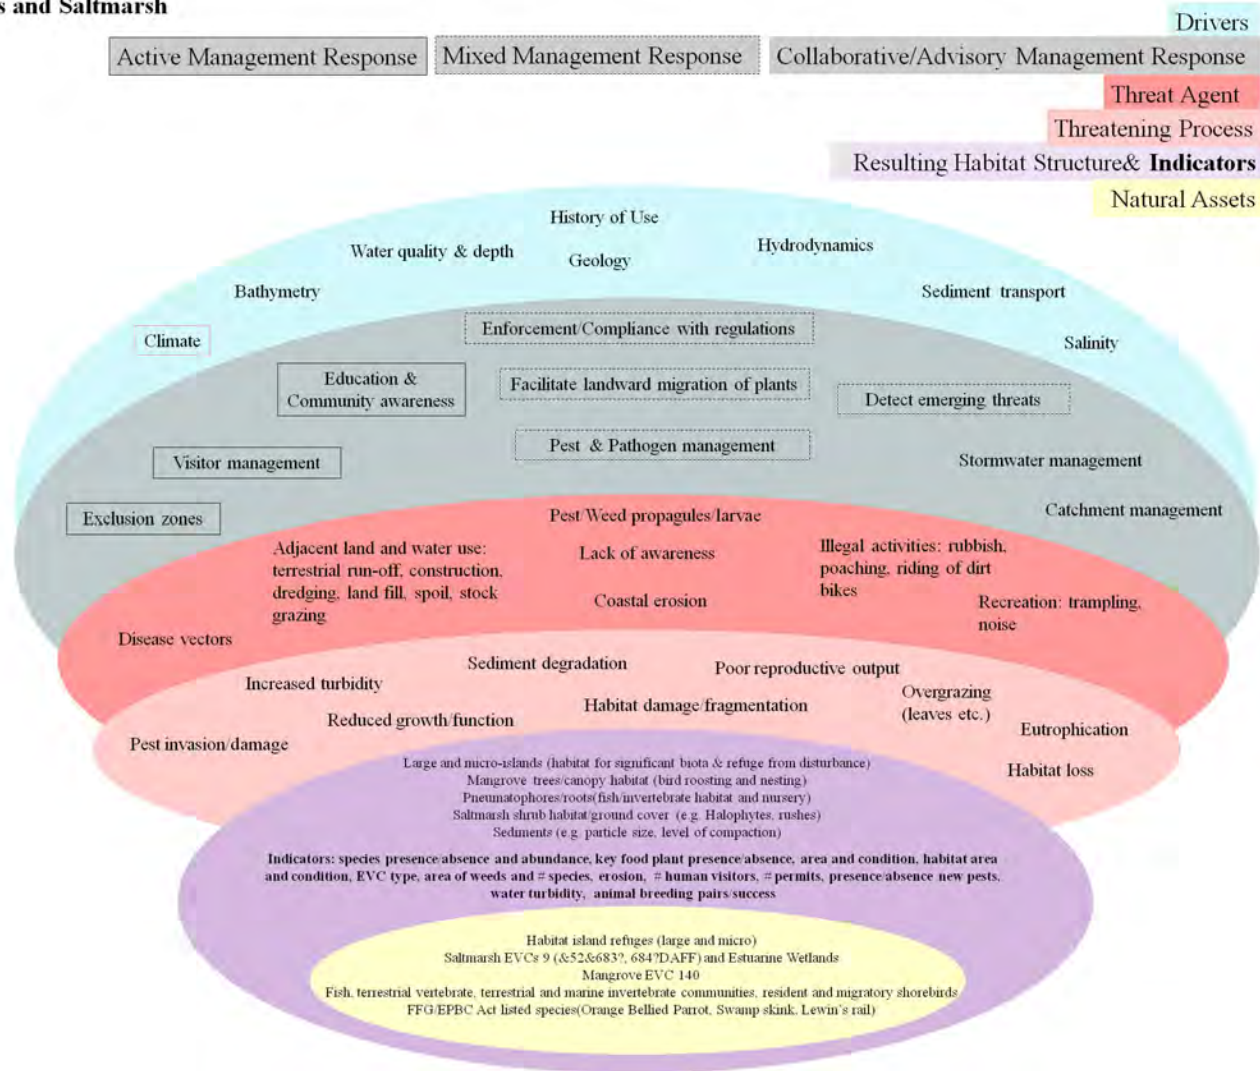 s and Saltmarsh
Drivers
Active Management Response
Mixed Management Response
Collaborative/Advisory Management Response
Threat Agent
Threatening Process
Resulting Habitat Structure& Indicators
Natural Assets
History of Use
Water quality & depth
Hydrodynamics
Geology
Bathymetry
Sediment transport
Climate
Enforcement/Compliance with regulations
Salinity
Education &
Community awareness
Facilitate landward migration of plants
Detect emerging threats
Pest & Pathogen management
Visitor management
Stormwater management
Exclusion zones
Catchment management
Pest/Weed propagules/larvae
Adjacent land and water use:
terrestrial run-off, construction,
dredging, land fill, spoil, stock
grazing
Lack of awareness
Illegal activities: rubbish,
poaching, riding of dirt
bikes
Coastal erosion
Recreation: trampling,
noise
Disease vectors
Sediment degradation
Poor reproductive output
Increased turbidity
Overgrazing
(leaves etc.)
Habitat damage/fragmentation
Reduced growth/function
Eutrophication
Pest invasion/damage
Habitat loss
Large and micro-islands (habitat for significant biota & refuge from disturbance)
Mangrove trees/canopy habitat (bird roosting and nesting)
Pneumatophores/roots(fish/invertebrate habitat and nursery)
Saltmarsh shrub habitat/ground cover (e.g. Halophytes, rushes)
Sediments (e.g. particle size, level of compaction)
Indicators: species presence/absence and abundance, key food plant presence/absence, area and condition, habitat area
and condition, EVC type, area of weeds and # species, erosion, # human visitors, # permits, presence/absence new pests,
water turbidity, animal breeding pairs/success
Habitat island refuges (large and micro)
Saltmarsh EVCs 9 (&52&683?, 684?DAFF) and Estuarine Wetlands
Mangrove EVC 140
Fish, terrestrial vertebrate, terrestrial and marine invertebrate communities, resident and migratory shorebirds
FFG/EPBC Act listed species(Orange Bellied Parrot, Swamp skink, Lewin's rail)